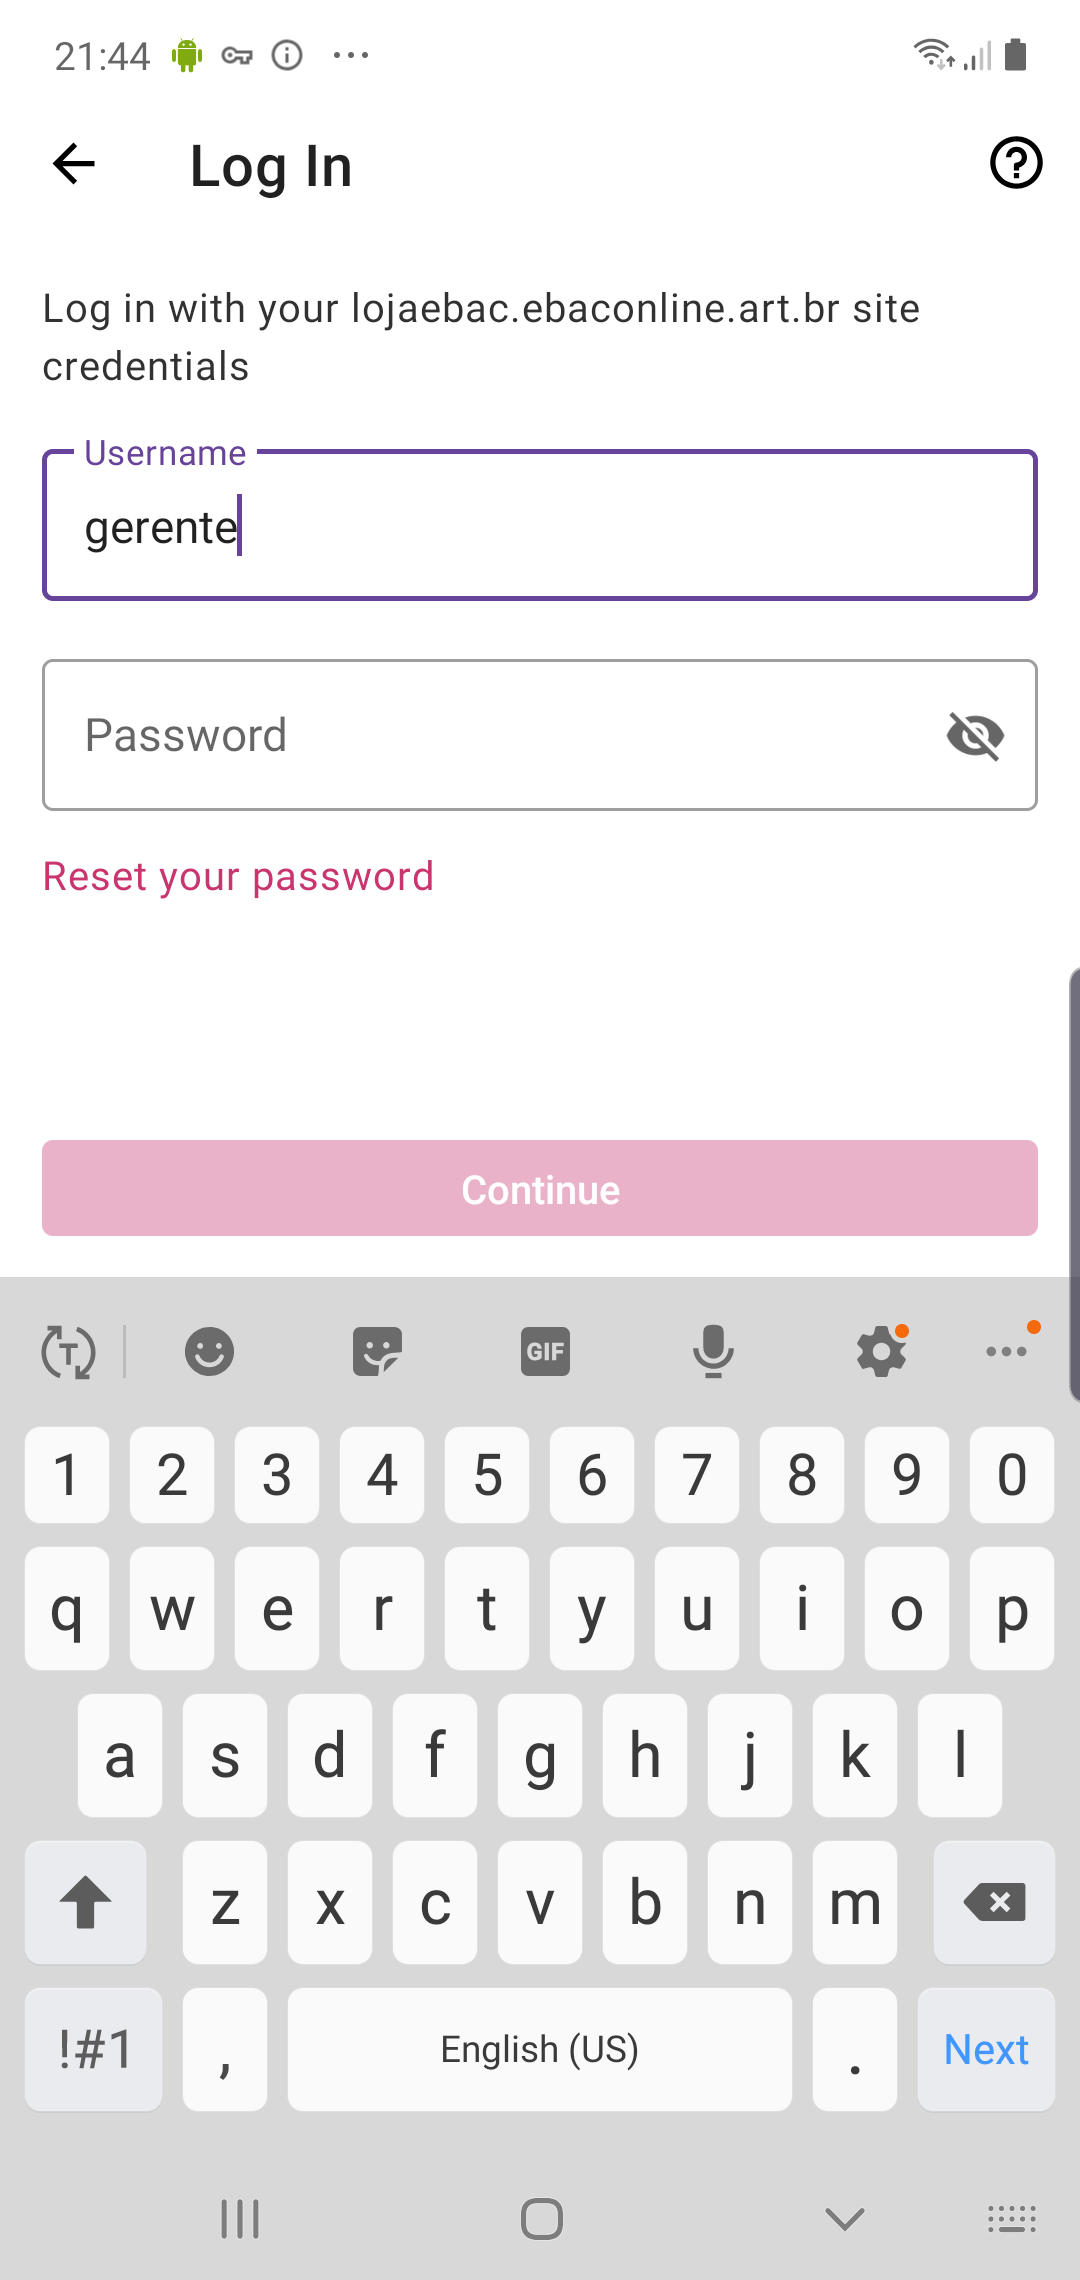 21:44
Log In
Log in with your lojaebac.ebaconline.art.br site
credentials
Username
gerente
Password
Reset your password
Continue
T GIF
1 2 3 4 5 6 7 8 9 0
q w e r t y u i o p
a s d f g h j k l
z x c v b n m
!#1 , English (US) . Next